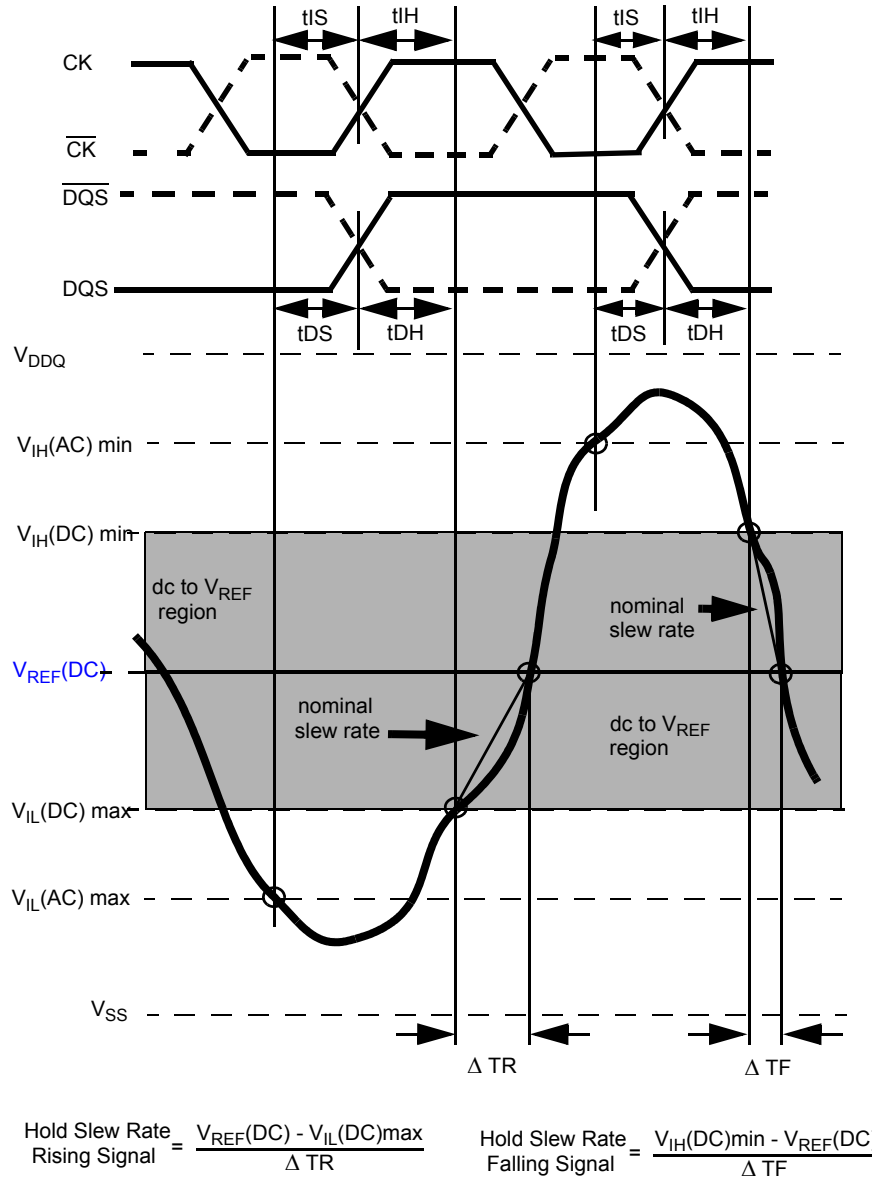 tIS tIH tIS tIH
CK
C̅K̅
D̅Q̅S̅
DQS
tDS tDH tDS tDH
VDDQ
VIH(AC) min
VIH(DC) min
dc to VREF
region
nominal
slew rate
VREF(DC)
nominal
slew rate
dc to VREF
region
VIL(DC) max
VIL(AC) max
VSS
Δ TR Δ TF
Hold Slew Rate
Rising Signal
= VREF(DC) - VIL(DC)max
Δ TR
Hold Slew Rate
Falling Signal
= VIH(DC)min - VREF(DC)
Δ TF